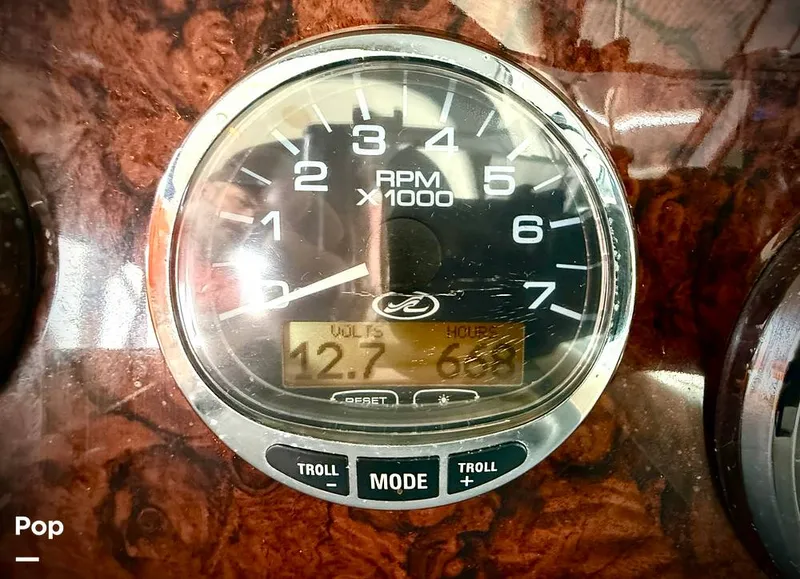 3 4
2 RPM 5
X1000
1 6
0 7
VOLTS HOURS
12.7 668
RESET
TROLL - MODE TROLL +
Pop